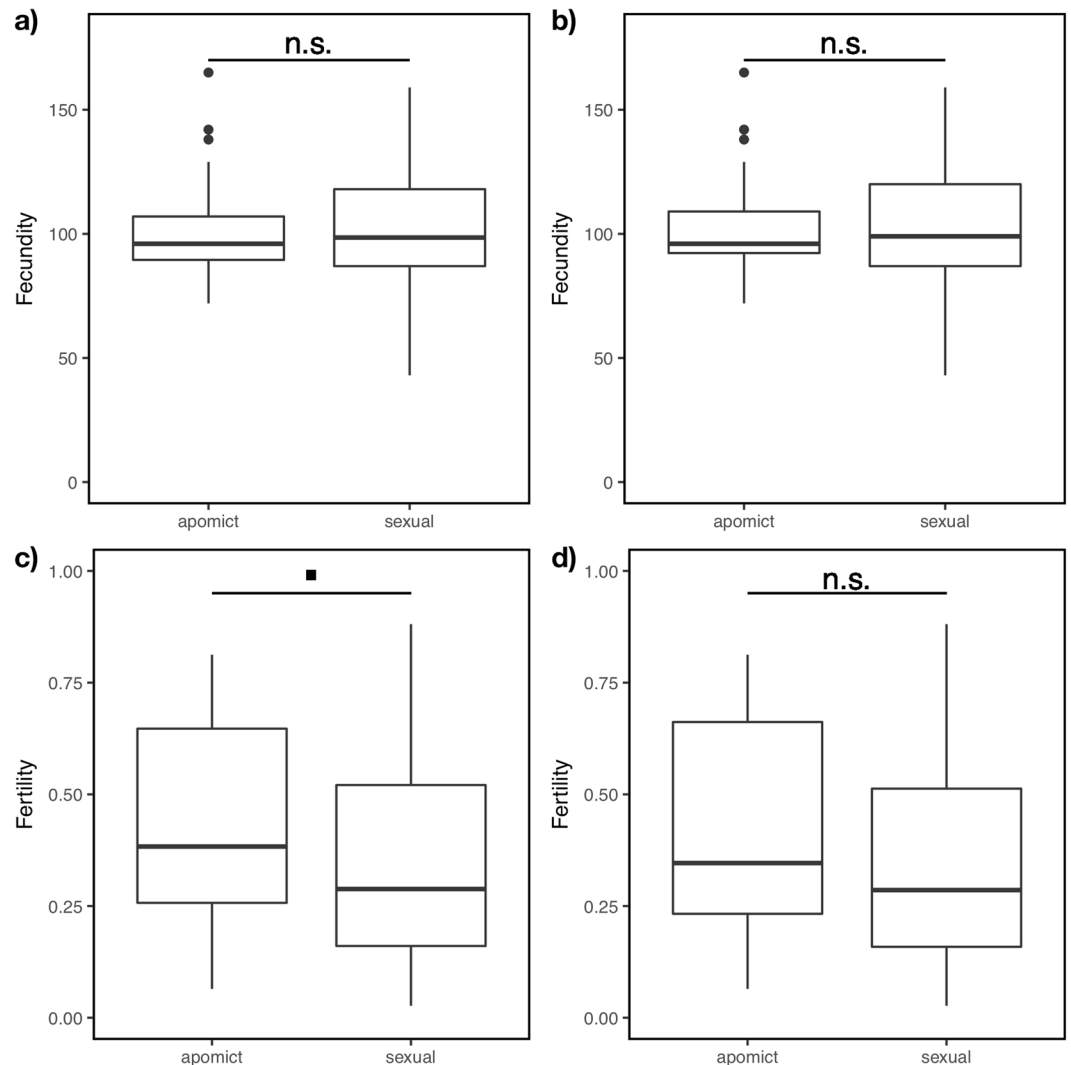 a)
n.s.
150
100
50
0
Fecundity
apomict sexual
b)
n.s.
150
100
50
0
Fecundity
apomict sexual
c)
1.00
0.75
0.50
0.25
0.00
Fertility
apomict sexual
d)
n.s.
1.00
0.75
0.50
0.25
0.00
Fertility
apomict sexual